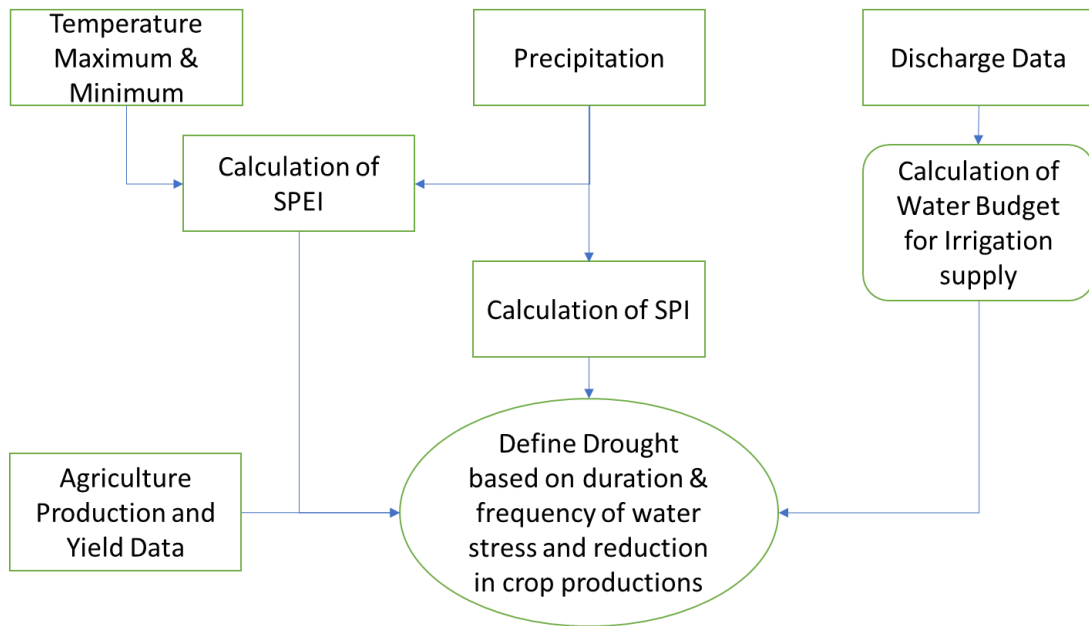 Temperature
Maximum &
Minimum
Precipitation
Discharge Data
Calculation of
SPEI
Calculation of
Water Budget
for Irrigation
supply
Calculation of SPI
Agriculture
Production and
Yield Data
Define Drought
based on duration &
frequency of water
stress and reduction
in crop productions